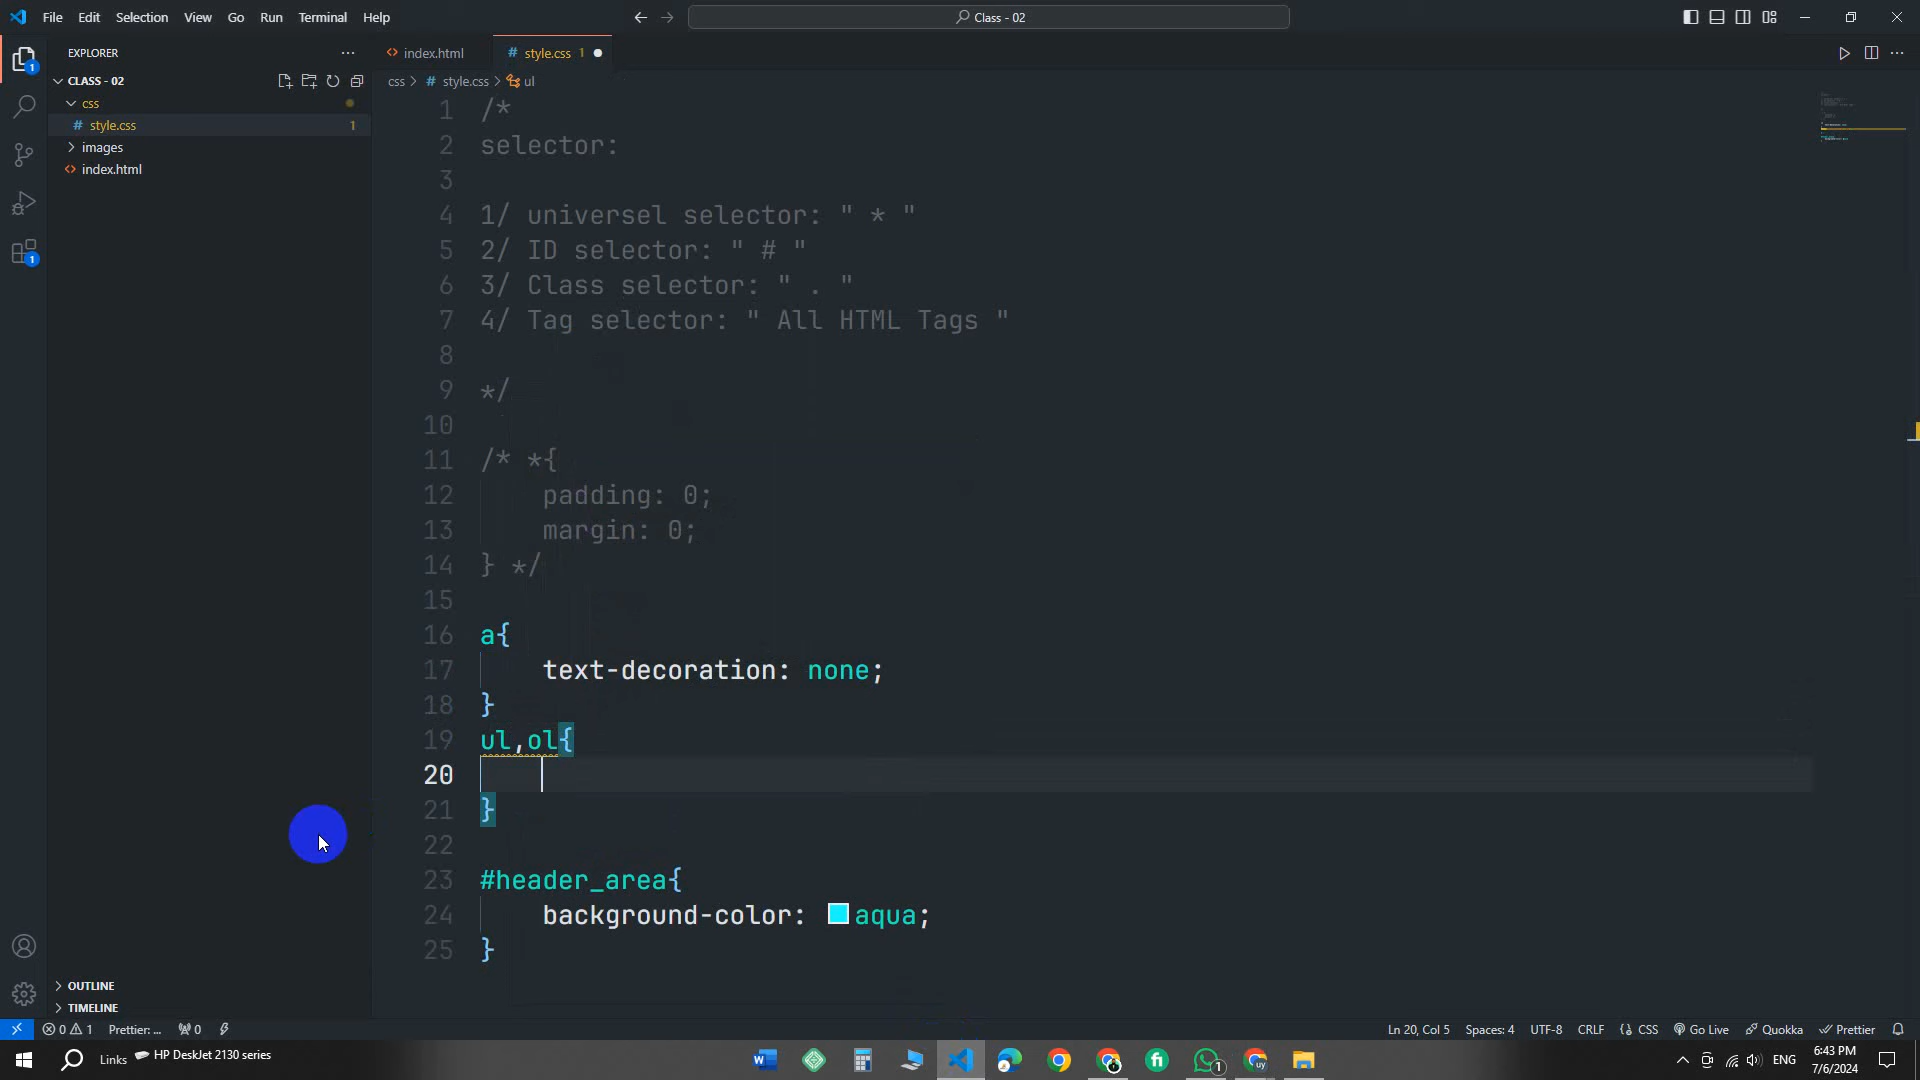 File Edit Selection View Go Run Terminal Help
Class - 02
EXPLORER
CLASS - 02
css
# style.css 1
images
index.html
OUTLINE
TIMELINE
index.html
# style.css 1
css > # style.css > ul
1 /*
2 selector:
3
4 1/ universel selector: " * "
5 2/ ID selector: " # "
6 3/ Class selector: " . "
7 4/ Tag selector: " All HTML Tags "
8
9 */
10
11 /* *{
12 padding: 0;
13 margin: 0;
14 } */
15
16 a{
17 text-decoration: none;
18 }
19 ul,ol{
20
21 }
22
23 #header_area{
24 background-color: aqua;
25 }
0 1 Prettier: ... 0
Ln 20, Col 5 Spaces: 4 UTF-8 CRLF {} CSS Go Live Quokka Prettier
Links HP DeskJet 2130 series
ENG
6:43 PM
7/6/2024